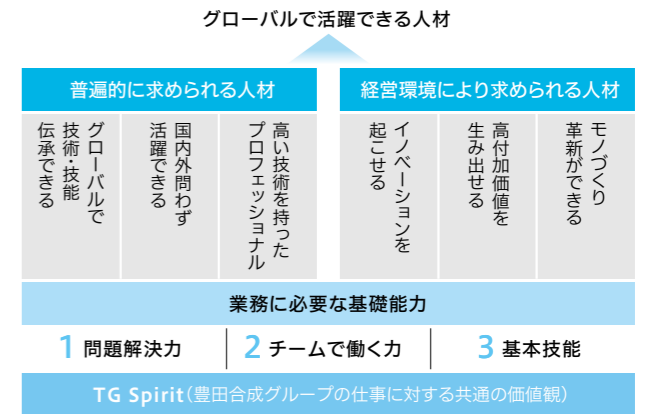 グローバルで活躍できる人材
普遍的に求められる人材
経営環境により求められる人材
グローバルで
技術・技能
伝承できる
国内外問わず
活躍できる
高い技術を持った
プロフェッショナル
イノベーションを
起こせる
高付加価値を
生み出せる
モノづくり
革新ができる
業務に必要な基礎能力
1 問題解決力
2 チームで働く力
3 基本技能
TG Spirit（豊田合成グループの仕事に対する共通の価値観）